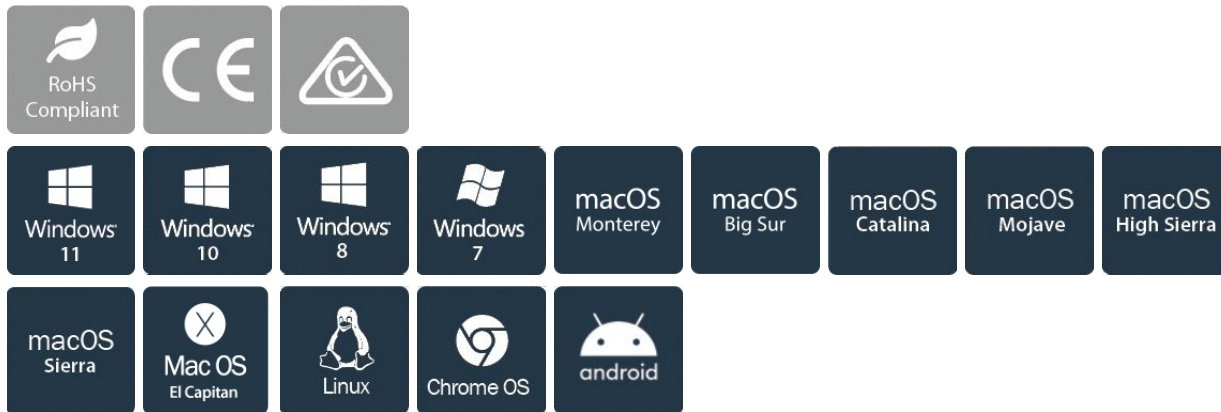 RoHS
Compliant
CE
Windows
11
Windows
10
Windows
8
Windows
7
macOS
Monterey
macOS
Big Sur
macOS
Catalina
macOS
Mojave
macOS
High Sierra
macOS
Sierra
X
Mac OS
El Capitan
Linux
Chrome OS
android